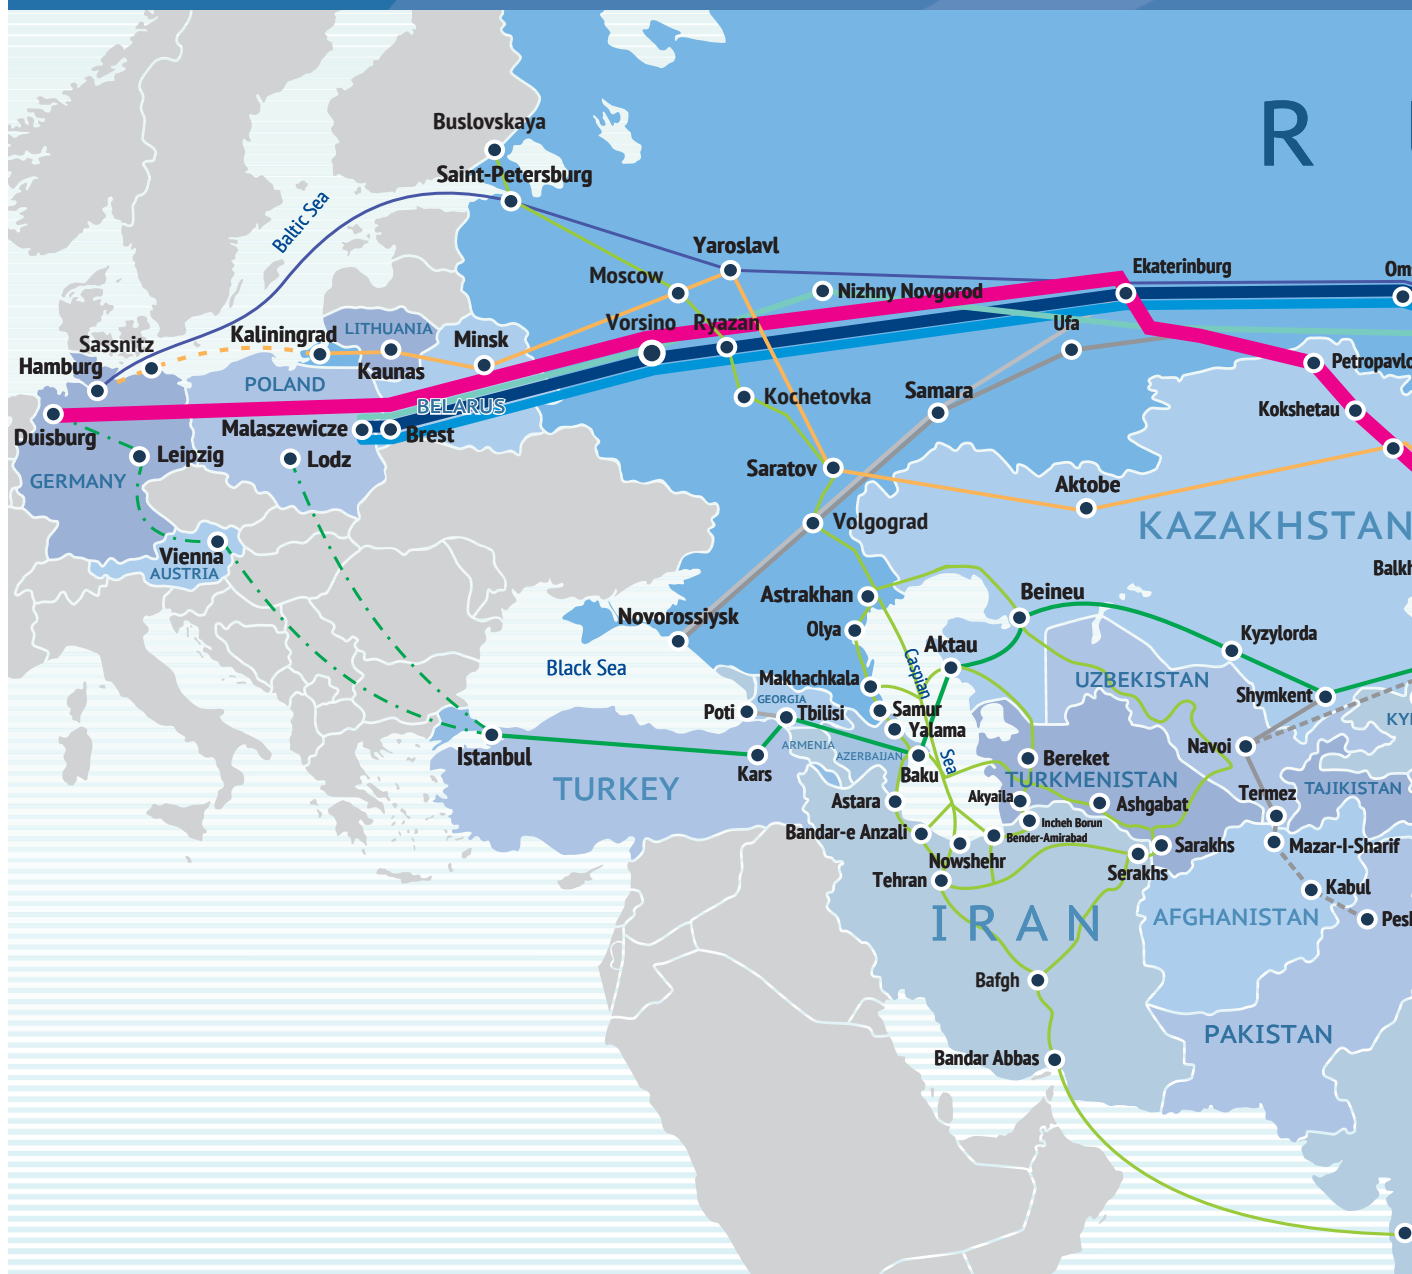 R
Buslovskaya
Saint-Petersburg
Baltic Sea
Yaroslavl
Moscow
Ekaterinburg
Nizhny Novgorod
Vorsino
Ryazan
Ufa
LITHUANIA
Kaliningrad
Sassnitz
Minsk
Hamburg
Kaunas
POLAND
Samara
Kochetovka
BELARUS
Kokshetau
Malaszewicze
Brest
Duisburg
Leipzig
Lodz
Saratov
GERMANY
Aktobe
Volgograd
KAZAKHSTAN
Vienna
AUSTRIA
Beineu
Astrakhan
Novorossiysk
Olya
Kyzylorda
Aktau
Black Sea
Caspian
Sea
Makhachkala
UZBEKISTAN
Shymkent
GEORGIA
Poti
Tbilisi
Samur
Yalama
ARMENIA
AZERBAIJAN
Navoi
Istanbul
Kars
Baku
Bereket
TURKMENISTAN
TURKEY
TAJIKISTAN
Termez
Akyaila
Astara
Ashgabat
Incheh Borun
Bandar-e Anzali
Bender-Amirabad
Sarakhs
Mazar-I-Sharif
Nowshehr
Serakhs
Tehran
Kabul
IRAN
AFGHANISTAN
Bafgh
PAKISTAN
Bandar Abbas